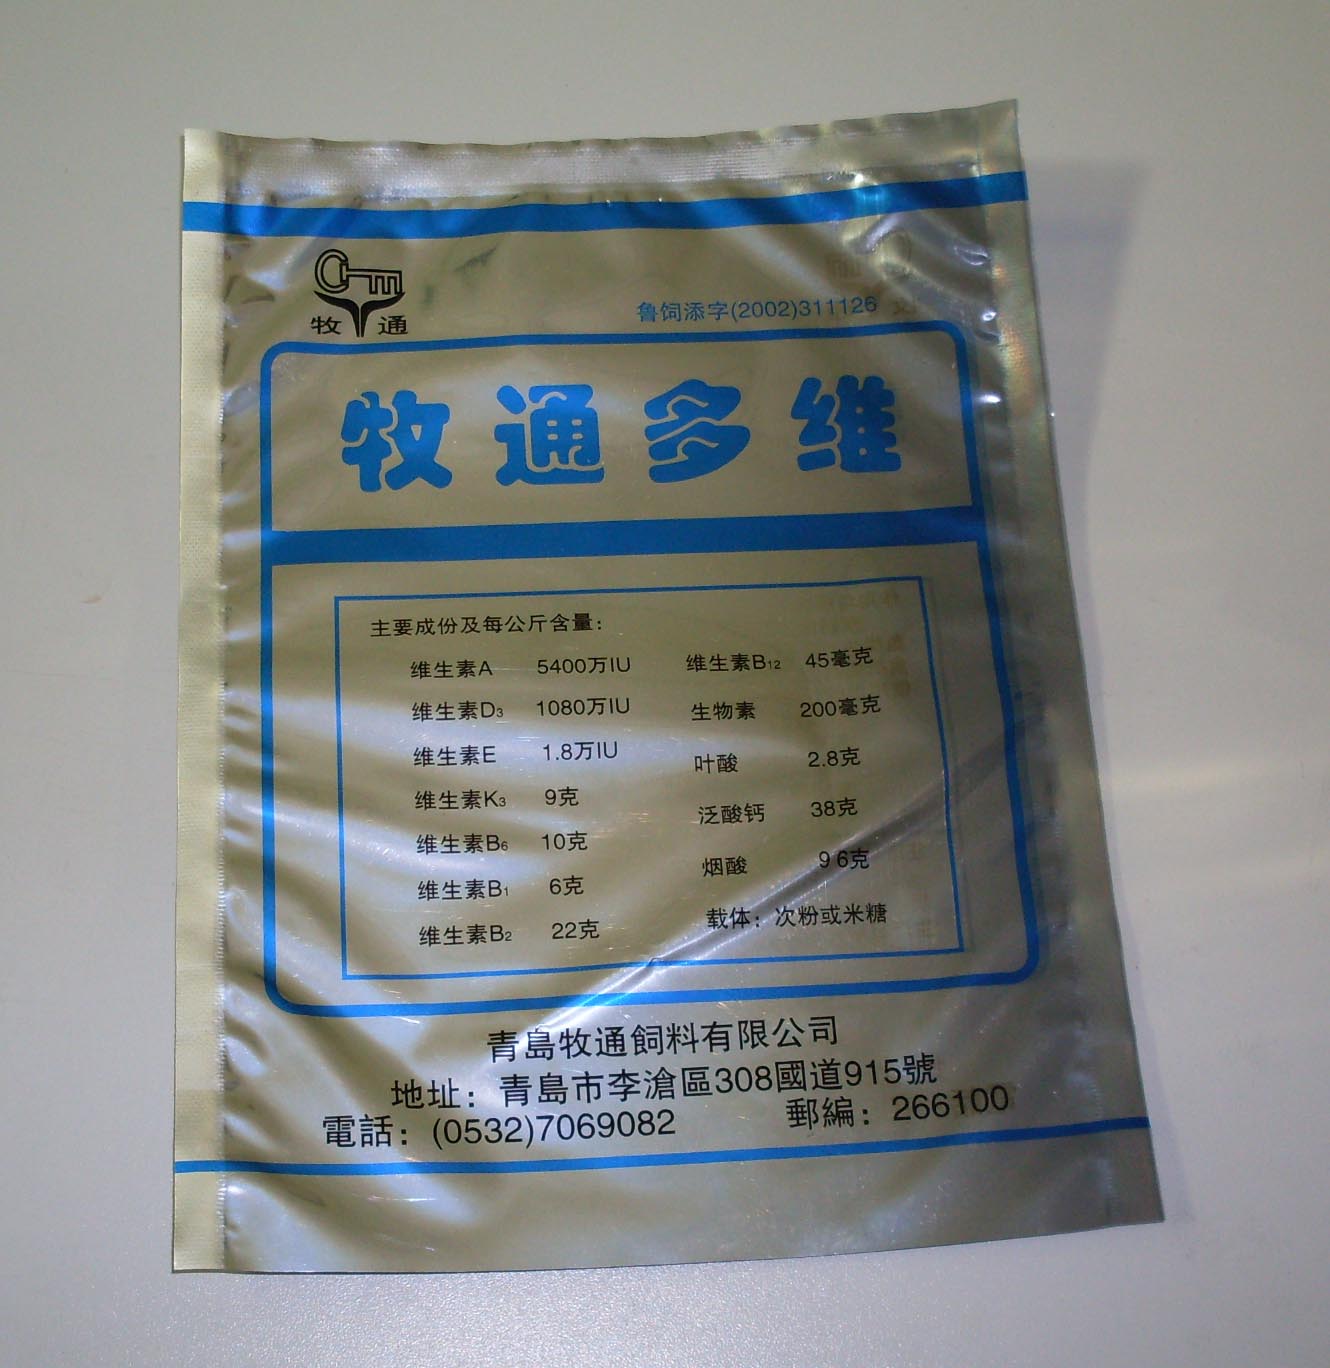 牧通
鲁饲添字(2002)311126
牧通多维
主要成份及每公斤含量：
维生素A 5400万IU
维生素D3 1080万IU
维生素E 1.8万IU
维生素K3 9克
维生素B6 10克
维生素B1 6克
维生素B2 22克
维生素B12 45毫克
生物素 200毫克
叶酸 2.8克
泛酸钙 38克
烟酸 9 6克
载体：次粉或米糖
青島牧通飼料有限公司
地址：青島市李滄區308國道915號
電話：(0532)7069082 郵編：266100